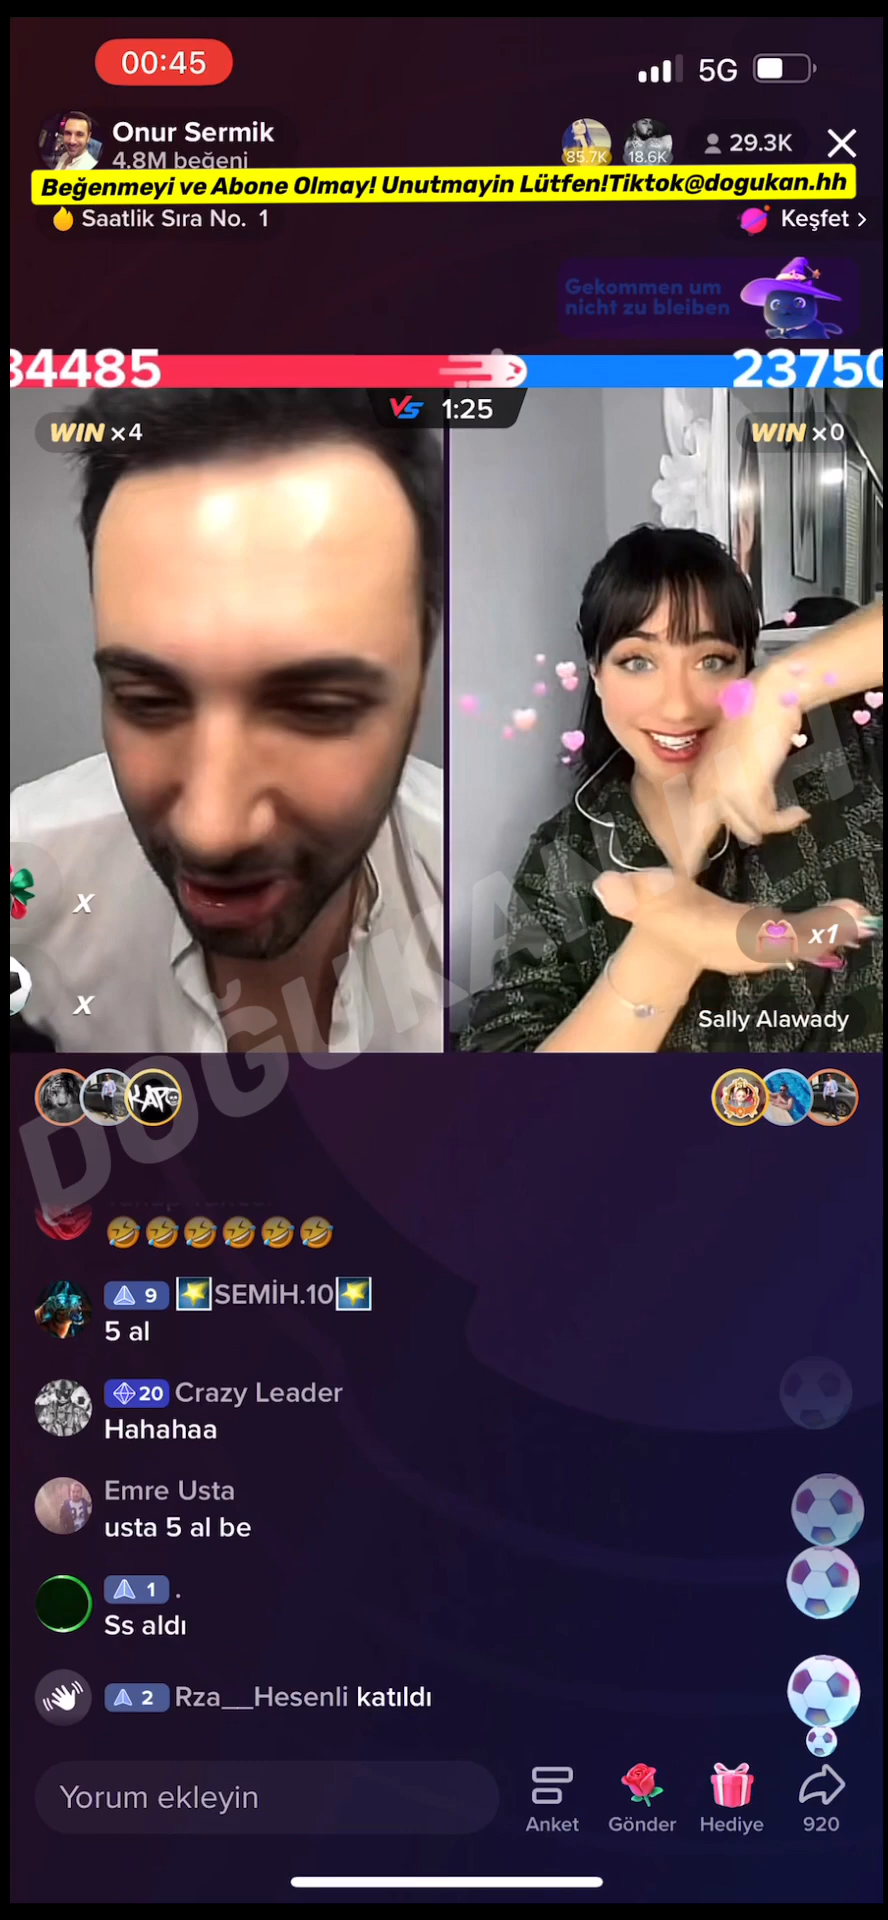 00:45
5G
Onur Sermik
4.8M beğeni
85.7K
18.6K
29.3K
Beğenmeyi ve Abone Olmay! Unutmayin Lütfen!Tiktok@dogukan.hh
Saatlik Sıra No. 1
Keşfet >
Gekommen um
nicht zu bleiben
34485
23750
VS 1:25
WIN x4
WIN x0
x
x1
x
Sally Alawady
DOĞUKAN.HH
KAPO
9 SEMİH.10
5 al
20 Crazy Leader
Hahahaa
Emre Usta
usta 5 al be
1 .
Ss aldı
2 Rza__Hesenli katıldı
Yorum ekleyin
Anket
Gönder
Hediye
920